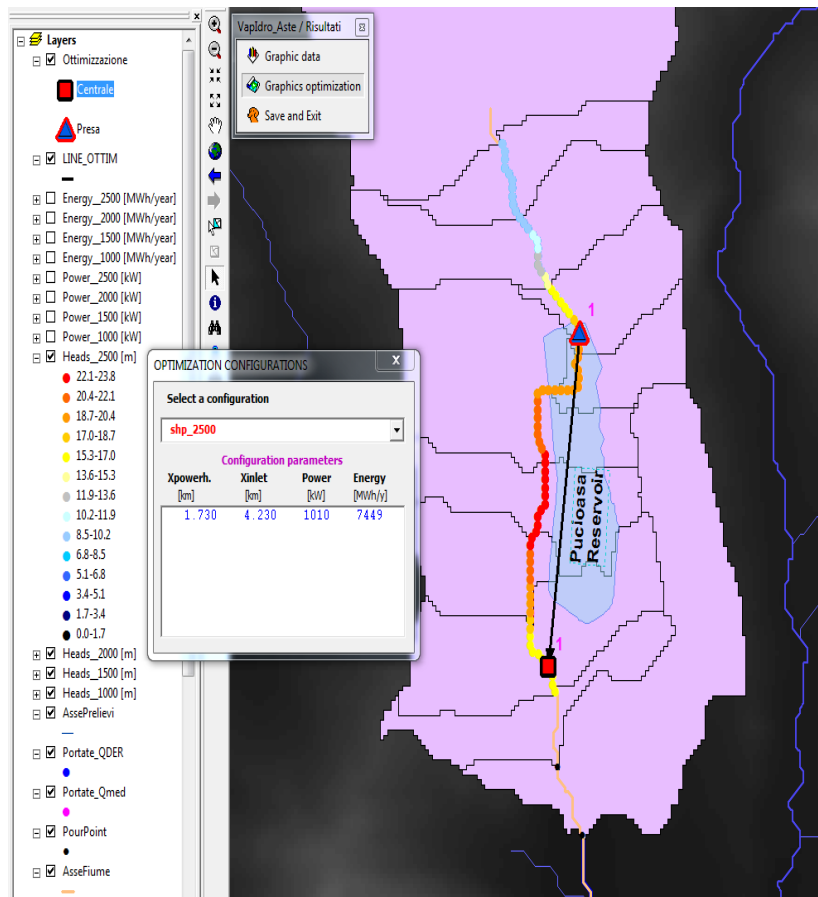 Layers
Ottimizzazione
Centrale
Presa
LINE_OTTIM
Energy_2500 [MWh/year]
Energy_2000 [MWh/year]
Energy_1500 [MWh/year]
Energy_1000 [MWh/year]
Power_2500 [kW]
Power_2000 [kW]
Power_1500 [kW]
Power_1000 [kW]
Heads_2500 [m]
22.1-23.8
20.4-22.1
18.7-20.4
17.0-18.7
15.3-17.0
13.6-15.3
11.9-13.6
10.2-11.9
8.5-10.2
6.8-8.5
5.1-6.8
3.4-5.1
1.7-3.4
0.0-1.7
Heads_2000 [m]
Heads_1500 [m]
Heads_1000 [m]
AssePrelievi
Portate_QDER
Portate_Qmed
PourPoint
AsseFiume
VapIdro_Aste / Risultati
Graphic data
Graphics optimization
Save and Exit
OPTIMIZATION CONFIGURATIONS
Select a configuration
shp_2500
Configuration parameters
Xpowerh. Xinlet Power Energy
[km] [km] [kW] [MWh/y]
1.730 4.230 1010 7449
1
Pucioasa
Reservoir
1